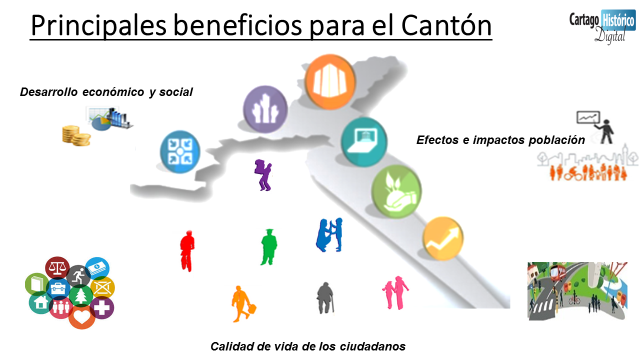 Principales beneficios para el Cantón
Cartago Histórico
Digital
Desarrollo económico y social
Efectos e impactos población
Calidad de vida de los ciudadanos